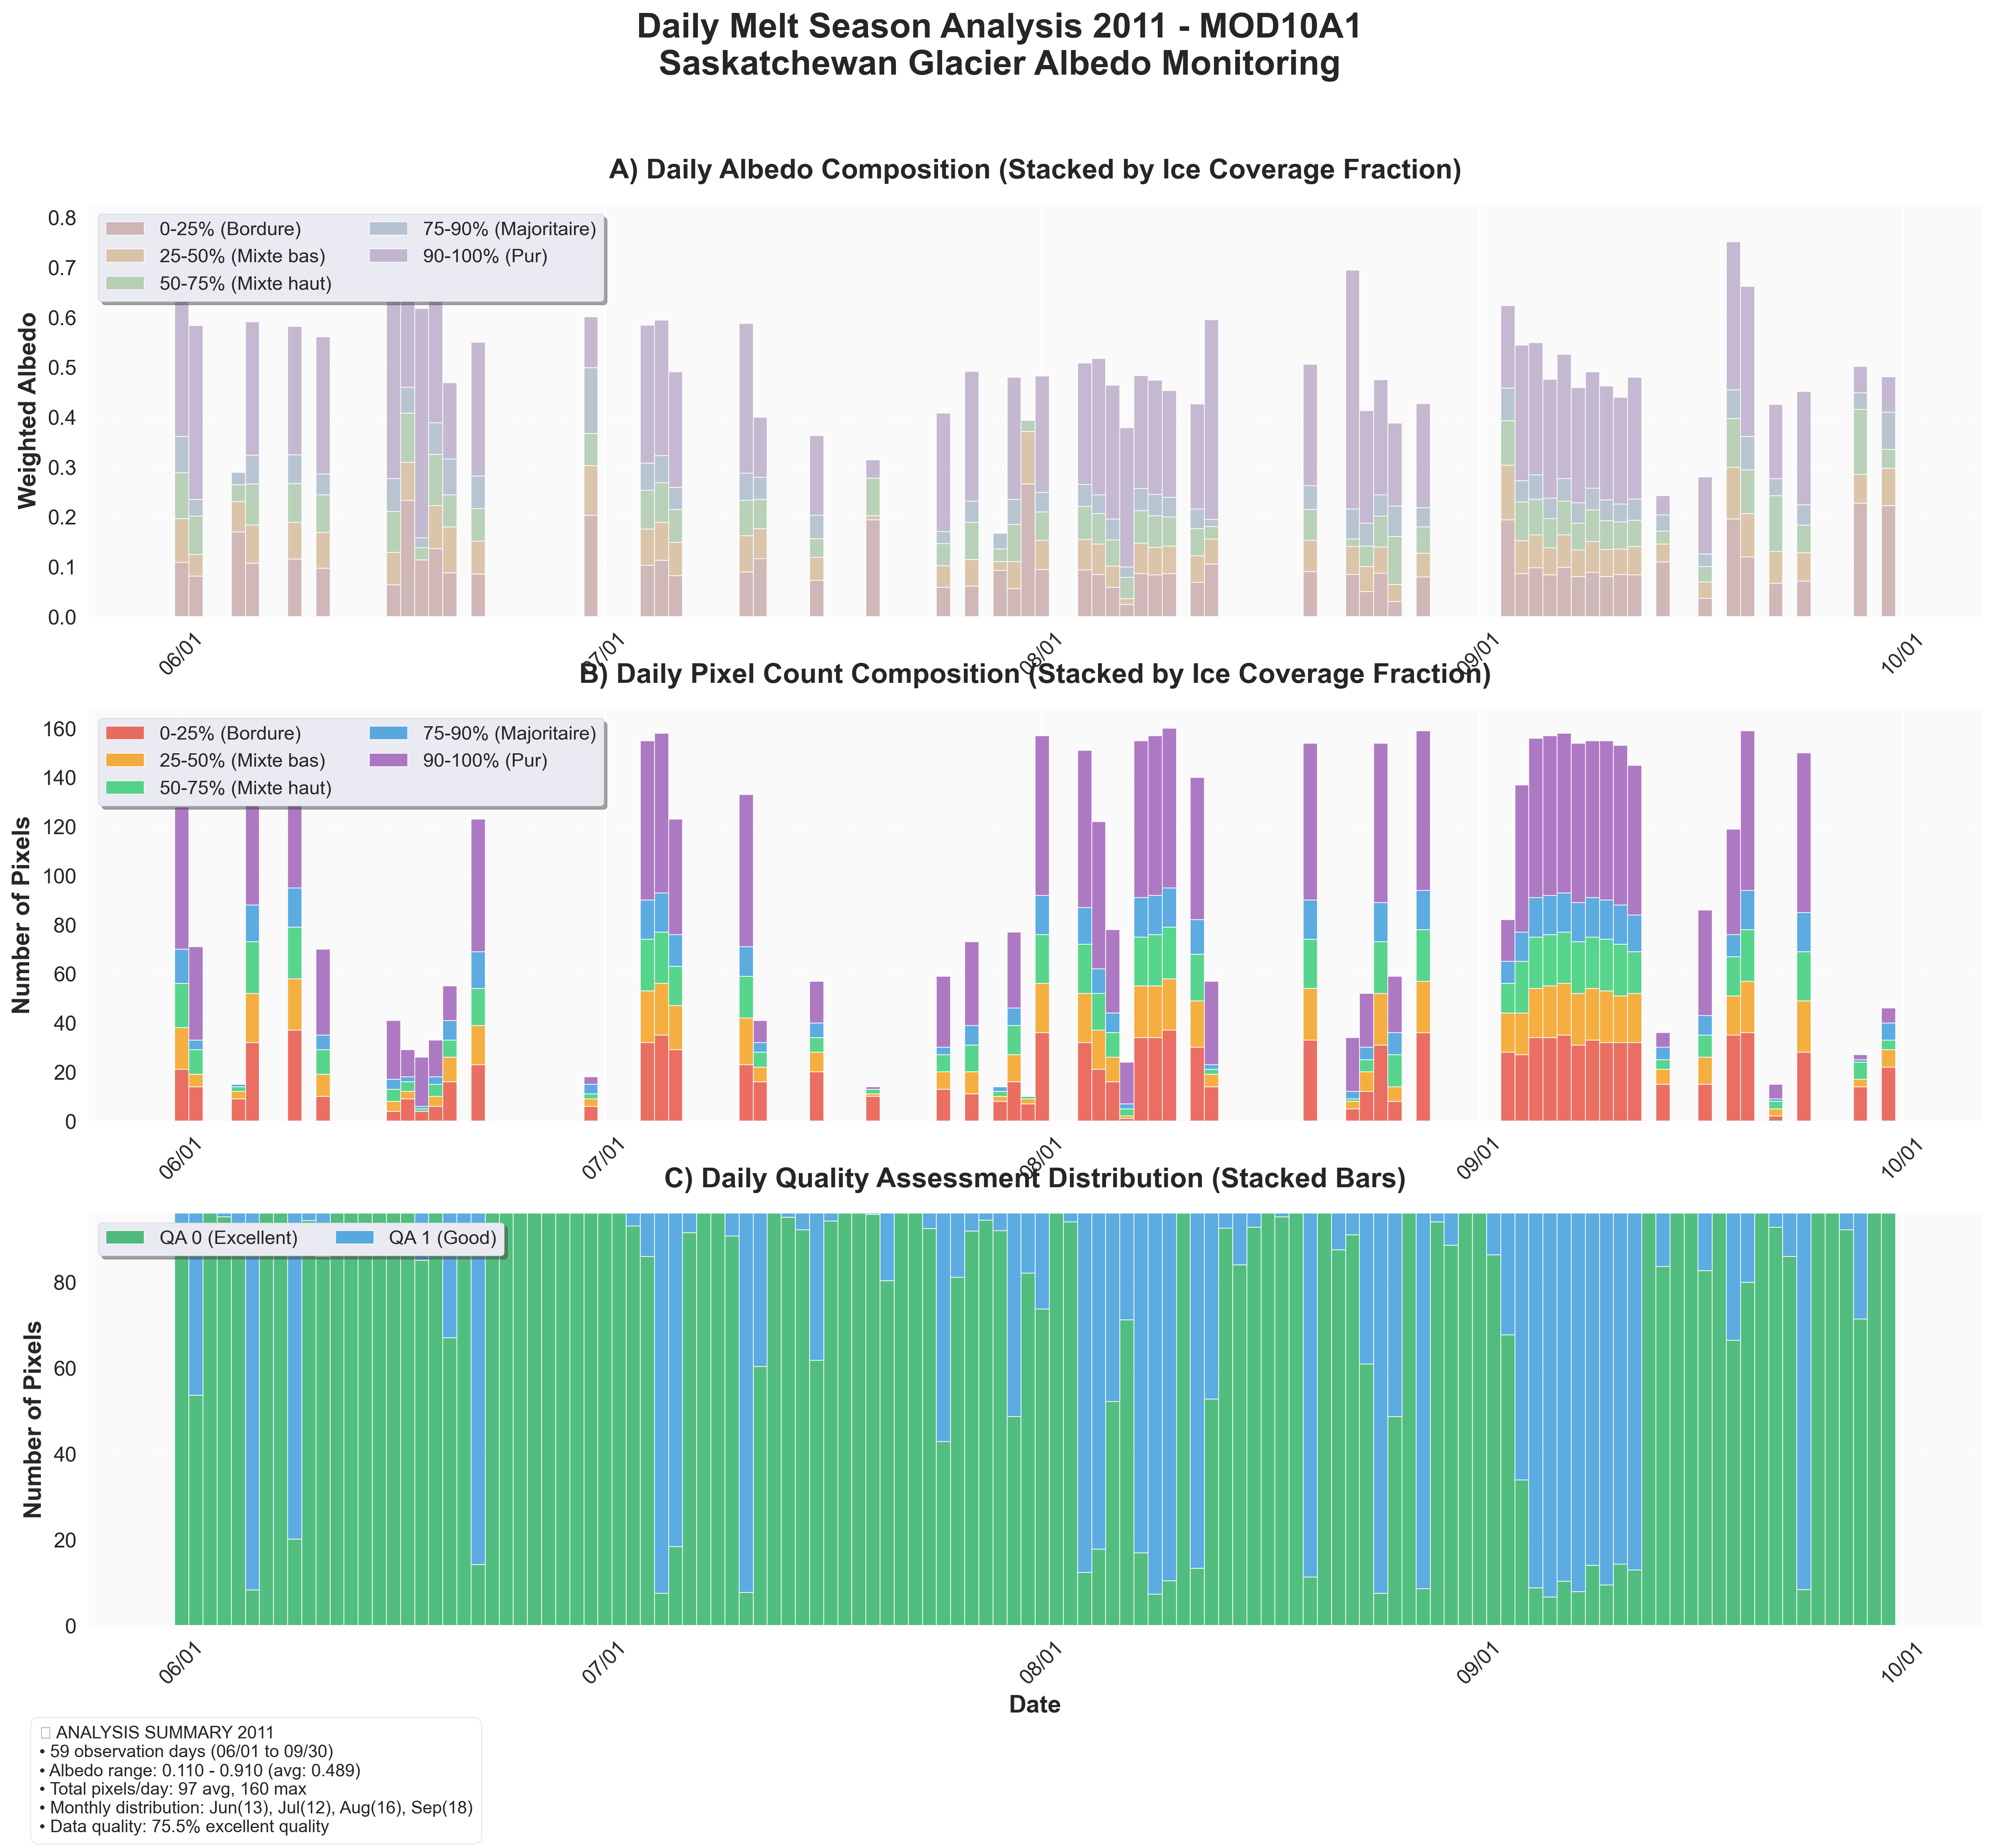 Daily Melt Season Analysis 2011 - MOD10A1
Saskatchewan Glacier Albedo Monitoring
A) Daily Albedo Composition (Stacked by Ice Coverage Fraction)
0-25% (Bordure)
25-50% (Mixte bas)
50-75% (Mixte haut)
75-90% (Majoritaire)
90-100% (Pur)
Weighted Albedo
0.8
0.7
0.6
0.5
0.4
0.3
0.2
0.1
0.0
06/01
07/01
08/01
09/01
10/01
B) Daily Pixel Count Composition (Stacked by Ice Coverage Fraction)
0-25% (Bordure)
25-50% (Mixte bas)
50-75% (Mixte haut)
75-90% (Majoritaire)
90-100% (Pur)
Number of Pixels
160
140
120
100
80
60
40
20
0
06/01
07/01
08/01
09/01
10/01
C) Daily Quality Assessment Distribution (Stacked Bars)
QA 0 (Excellent)
QA 1 (Good)
Number of Pixels
80
60
40
20
0
06/01
07/01
08/01
09/01
10/01
Date
ANALYSIS SUMMARY 2011
• 59 observation days (06/01 to 09/30)
• Albedo range: 0.110 - 0.910 (avg: 0.489)
• Total pixels/day: 97 avg, 160 max
• Monthly distribution: Jun(13), Jul(12), Aug(16), Sep(18)
• Data quality: 75.5% excellent quality